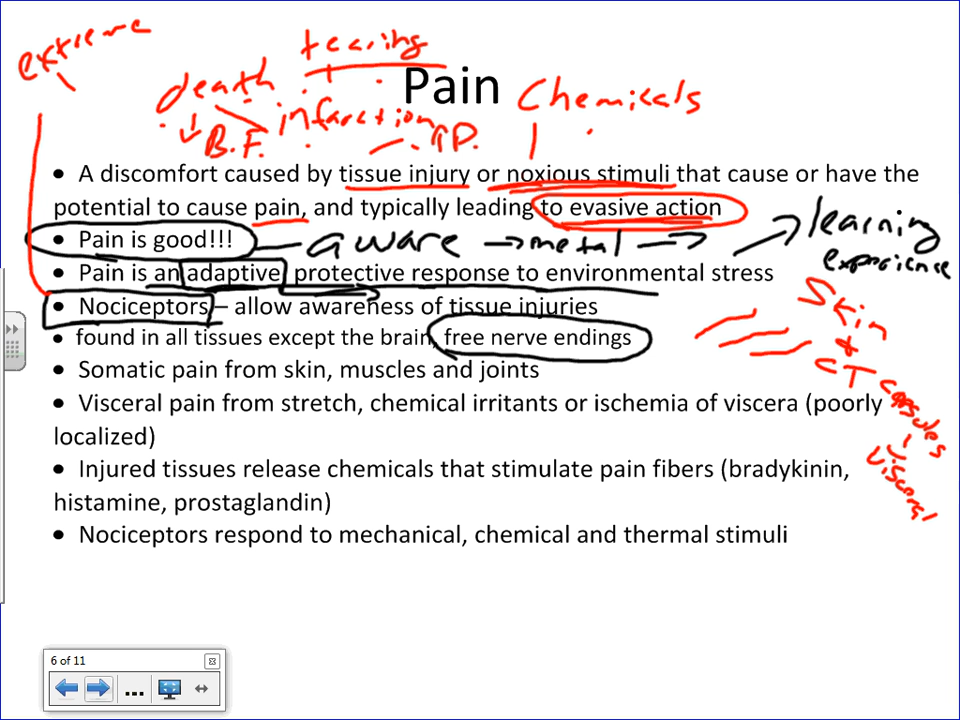 extreme
tearing
death
Pain
Chemicals
infarction
B.F.
A discomfort caused by tissue injury or noxious stimuli that cause or have the
potential to cause pain, and typically leading to evasive action
Pain is good!!!
aware → metal →
learning
experience
Pain is an adaptive, protective response to environmental stress
Nociceptors – allow awareness of tissue injuries
found in all tissues except the brain, free nerve endings
Skin
+
CT capsules
visceral
Somatic pain from skin, muscles and joints
Visceral pain from stretch, chemical irritants or ischemia of viscera (poorly
localized)
Injured tissues release chemicals that stimulate pain fibers (bradykinin,
histamine, prostaglandin)
Nociceptors respond to mechanical, chemical and thermal stimuli
6 of 11